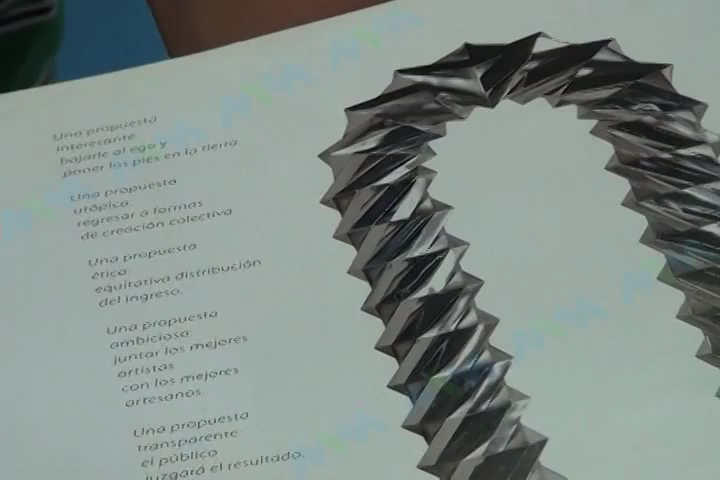 Una propuesta
interesante:
bajarle al ego y
poner los pies en la tierra.
Una propuesta
utópica:
regresar a formas
de creación colectiva
Una propuesta
ética:
equitativa distribución
del ingreso.
Una propuesta
ambiciosa:
juntar los mejores
artistas
con los mejores
artesanos.
Una propuesta
transparente:
el público
juzgará el resultado.